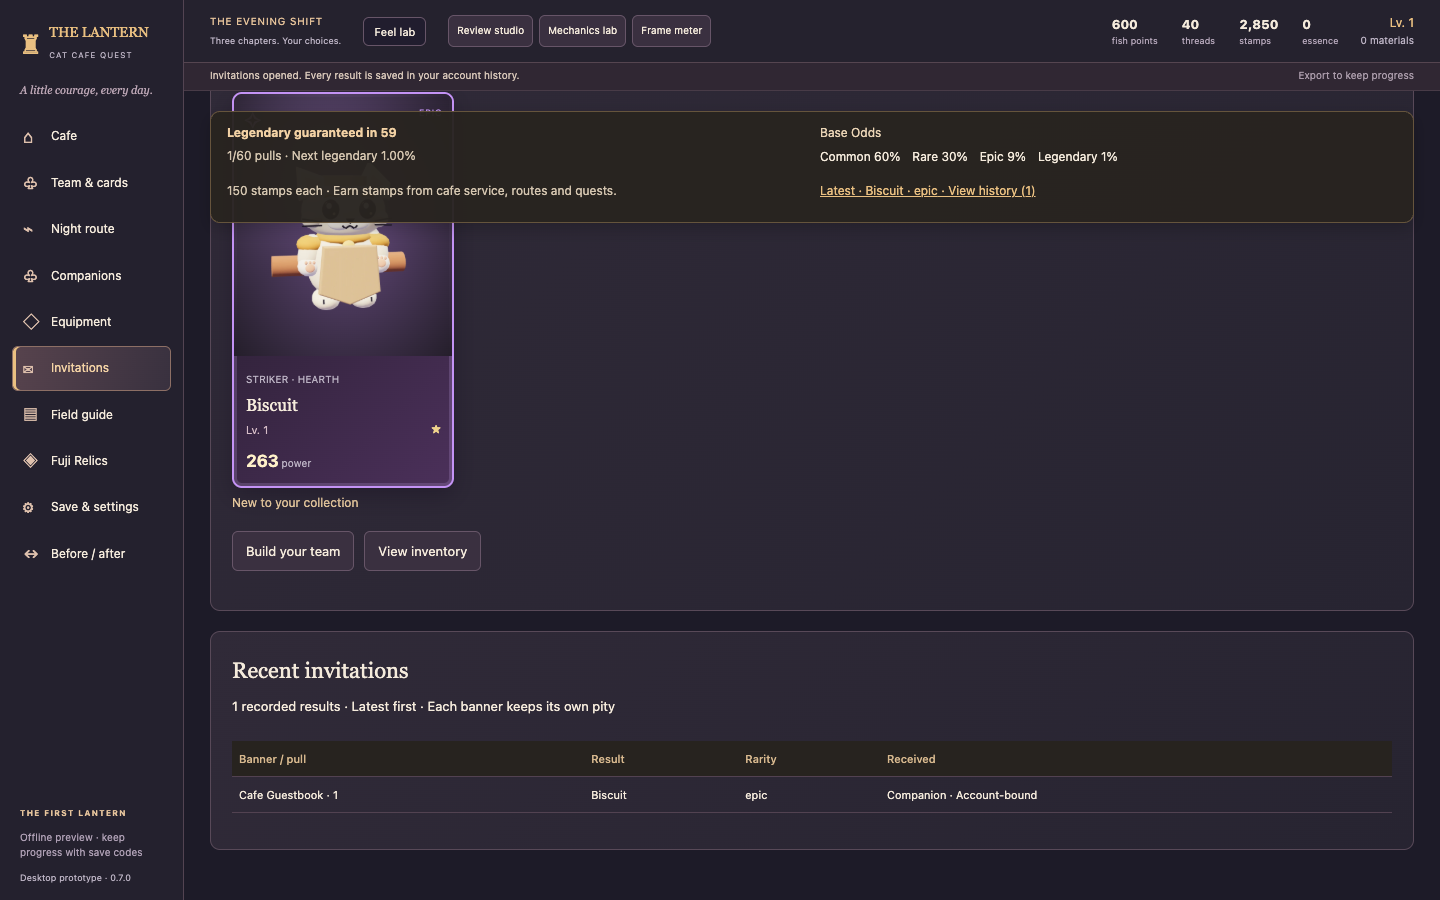 THE LANTERN
CAT CAFE QUEST
A little courage, every day.
Cafe
Team & cards
Night route
Companions
Equipment
Invitations
Field guide
Fuji Relics
Save & settings
Before / after
THE FIRST LANTERN
Offline preview · keep
progress with save codes
Desktop prototype · 0.7.0
THE EVENING SHIFT
Three chapters. Your choices.
Feel lab
Review studio
Mechanics lab
Frame meter
600
fish points
40
threads
2,850
stamps
0
essence
Lv. 1
0 materials
Invitations opened. Every result is saved in your account history.
Export to keep progress
Legendary guaranteed in 59
1/60 pulls · Next legendary 1.00%
150 stamps each · Earn stamps from cafe service, routes and quests.
Base Odds
Common 60% Rare 30% Epic 9% Legendary 1%
Latest · Biscuit · epic · View history (1)
STRIKER · HEARTH
Biscuit
Lv. 1
263 power
New to your collection
Build your team
View inventory
Recent invitations
1 recorded results · Latest first · Each banner keeps its own pity
Banner / pull Result Rarity Received
Cafe Guestbook · 1 Biscuit epic Companion · Account-bound